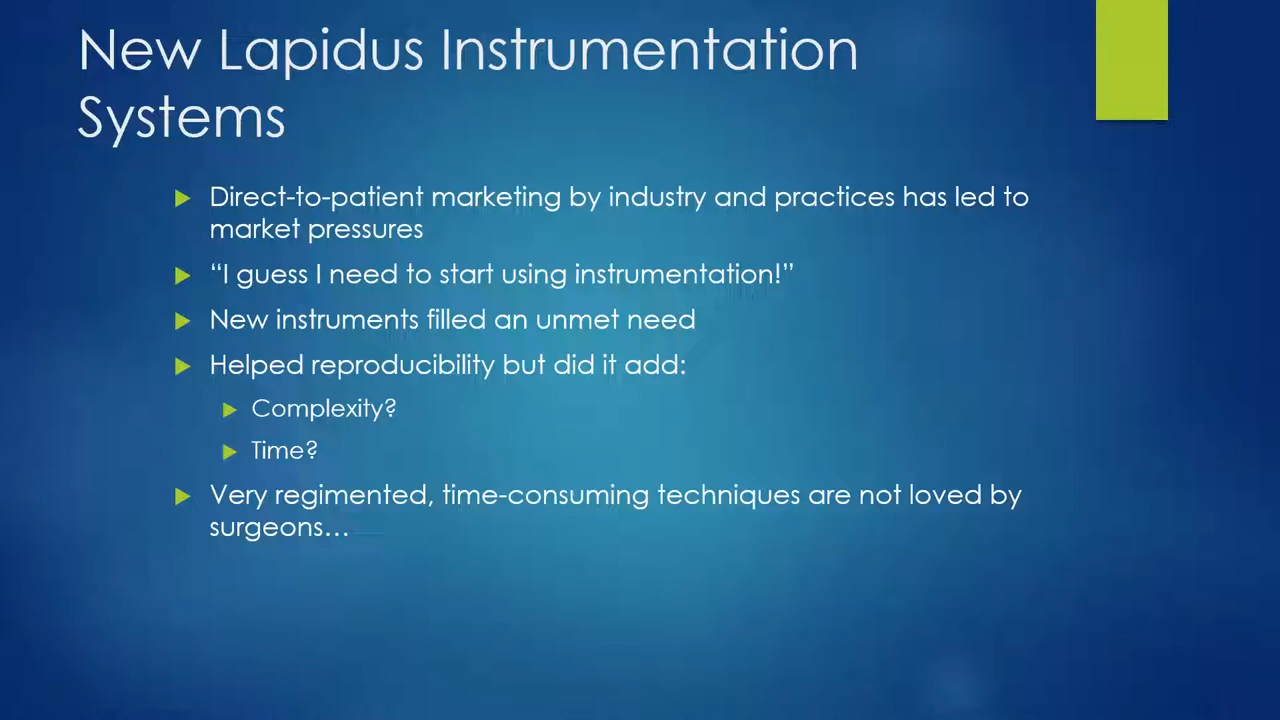 New Lapidus Instrumentation
Systems
Direct-to-patient marketing by industry and practices has led to
market pressures
“I guess I need to start using instrumentation!”
New instruments filled an unmet need
Helped reproducibility but did it add:
Complexity?
Time?
Very regimented, time-consuming techniques are not loved by
surgeons…